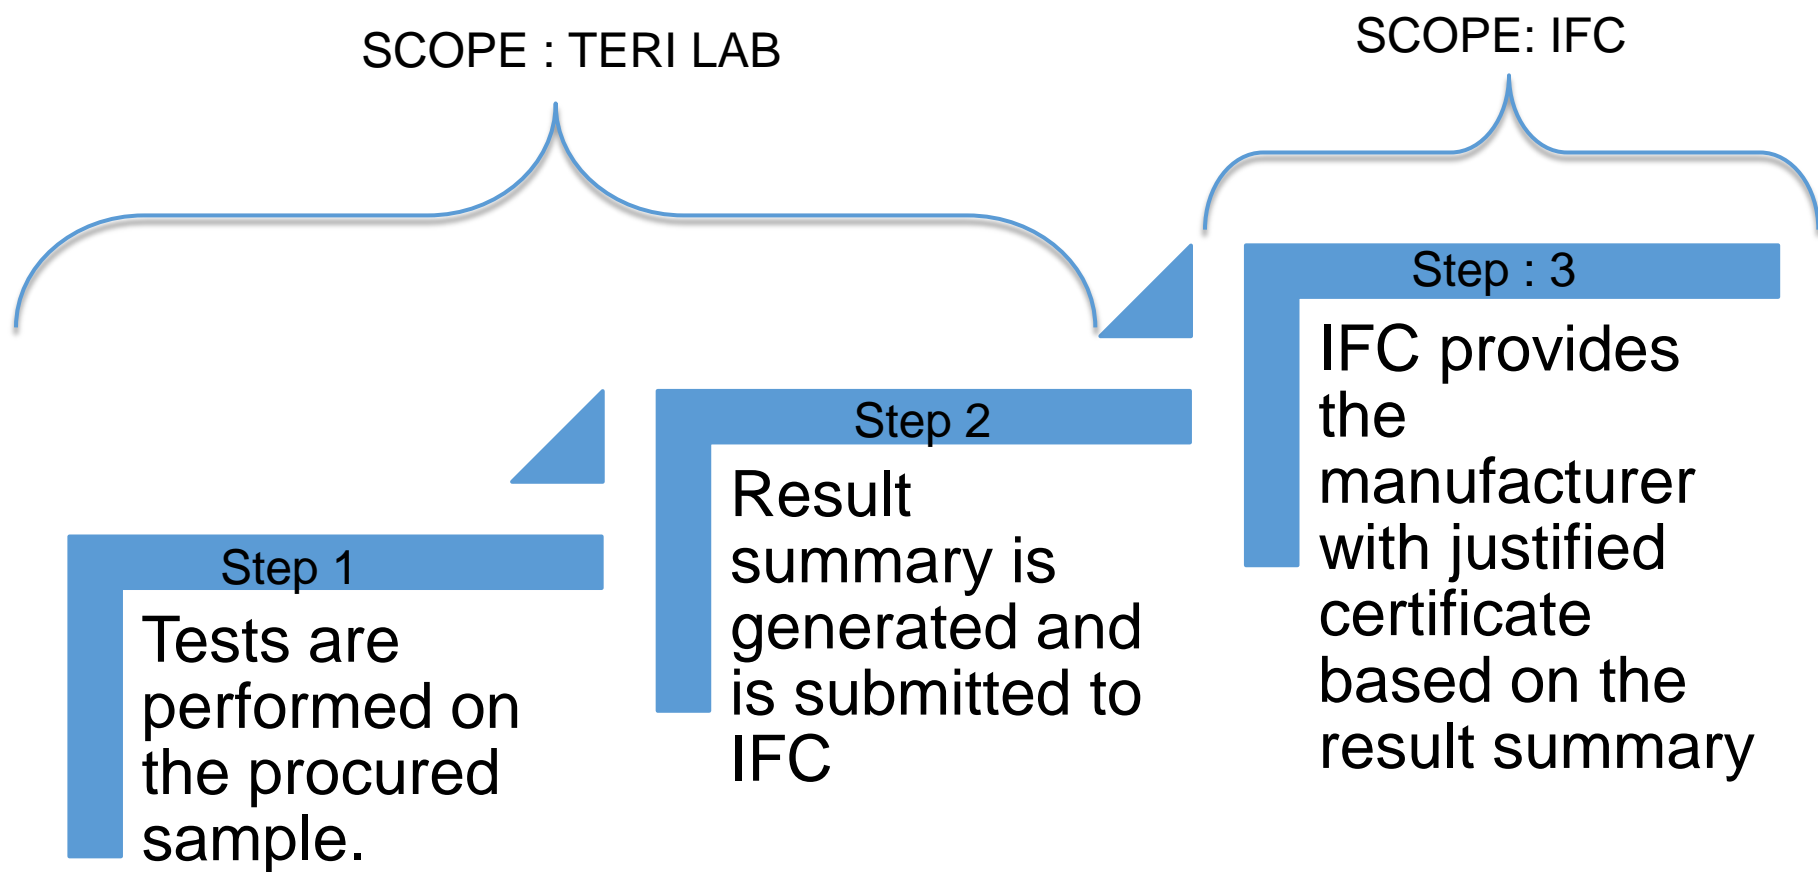 SCOPE : TERI LAB
SCOPE: IFC
Step 1
Tests are
performed on
the procured
sample.
Step 2
Result
summary is
generated and
is submitted to
IFC
Step : 3
IFC provides
the
manufacturer
with justified
certificate
based on the
result summary